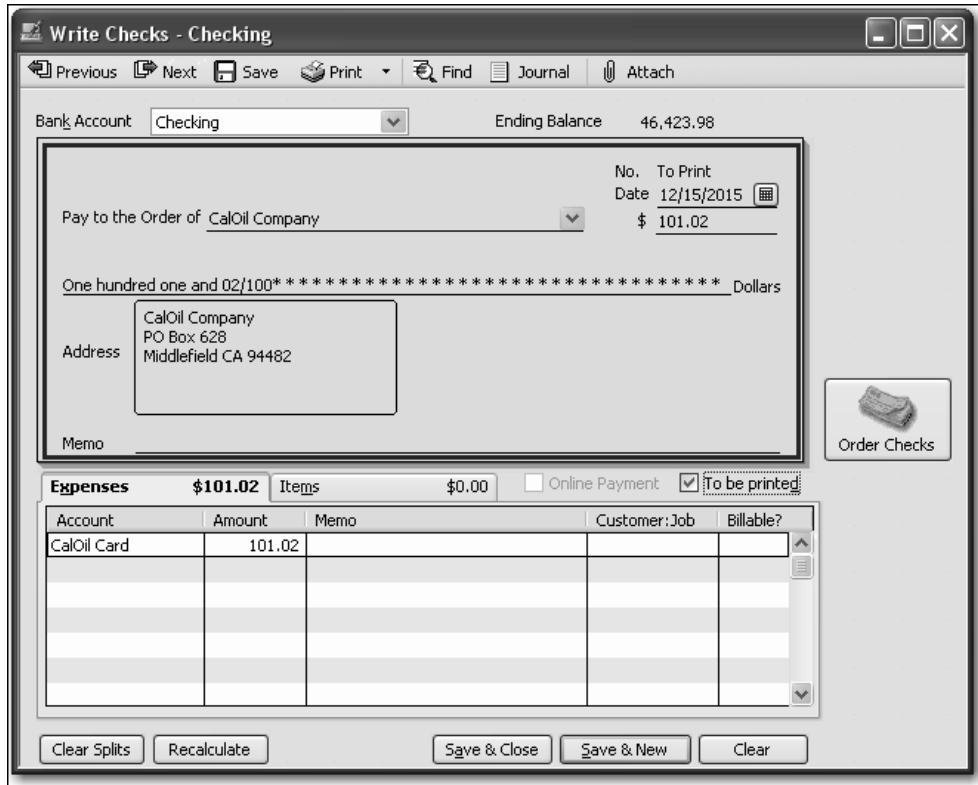 Write Checks - Checking
Previous Next Save Print Find Journal Attach
Bank Account Checking Ending Balance 46,423.98
No. To Print
Date 12/15/2015
Pay to the Order of CalOil Company $ 101.02
One hundred one and 02/100* * * * * * * * * * * * * * * * * * * * * * * * * * * * * * * * * * Dollars
CalOil Company
PO Box 628
Address Middlefield CA 94482
Memo
Order Checks
Expenses $101.02 Items $0.00 Online Payment To be printed
Account Amount Memo Customer:Job Billable?
CalOil Card 101.02
Clear Splits Recalculate Save & Close Save & New Clear